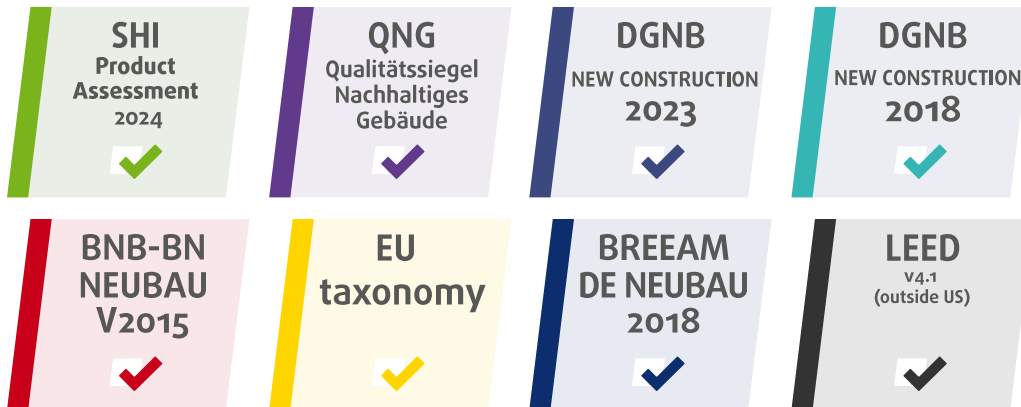 SHI
Product
Assessment
2024
QNG
Qualitätssiegel
Nachhaltiges
Gebäude
DGNB
NEW CONSTRUCTION
2023
DGNB
NEW CONSTRUCTION
2018
BNB-BN
NEUBAU
V2015
EU
taxonomy
BREEAM
DE NEUBAU
2018
LEED
v4.1
(outside US)